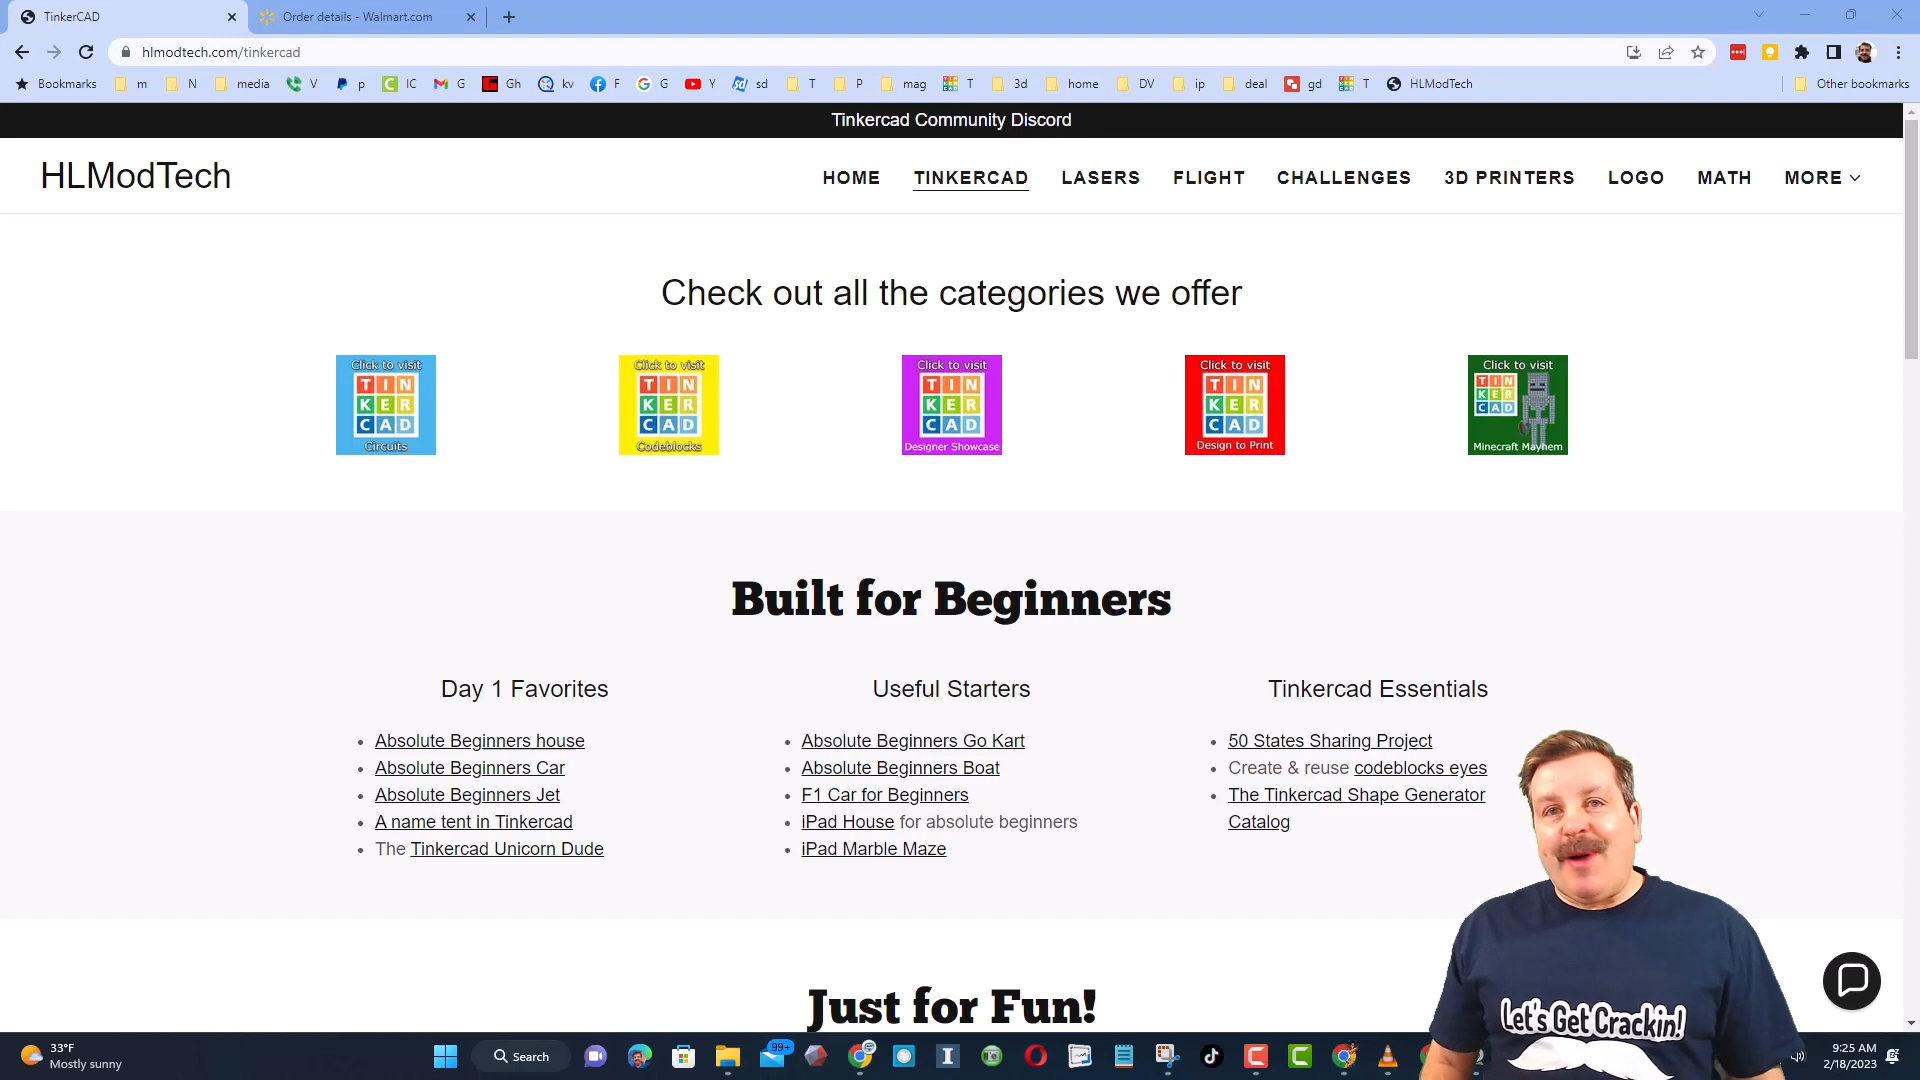 TinkerCAD
Order details - Walmart.com
hlmodtech.com/tinkercad
Bookmarks m N media V p IC G Gh kv F G Y sd T P mag T 3d home DV ip deal gd T HLModTech Other bookmarks
Tinkercad Community Discord
HLModTech
HOME TINKERCAD LASERS FLIGHT CHALLENGES 3D PRINTERS LOGO MATH MORE
Check out all the categories we offer
Click to visit
TIN
KER
CAD
Circuits
Click to visit
TIN
KER
CAD
Codeblocks
Click to visit
TIN
KER
CAD
Designer Showcase
Click to visit
TIN
KER
CAD
Design to Print
Click to visit
TIN
KER
CAD
Minecraft Mayhem
Built for Beginners
Day 1 Favorites
Absolute Beginners house
Absolute Beginners Car
Absolute Beginners Jet
A name tent in Tinkercad
The Tinkercad Unicorn Dude
Useful Starters
Absolute Beginners Go Kart
Absolute Beginners Boat
F1 Car for Beginners
iPad House for absolute beginners
iPad Marble Maze
Tinkercad Essentials
50 States Sharing Project
Create & reuse codeblocks eyes
The Tinkercad Shape Generator
Catalog
Just for Fun!
Let's Get Crackin!
33°F
Mostly sunny
Search
99+
9:25 AM
2/18/2023